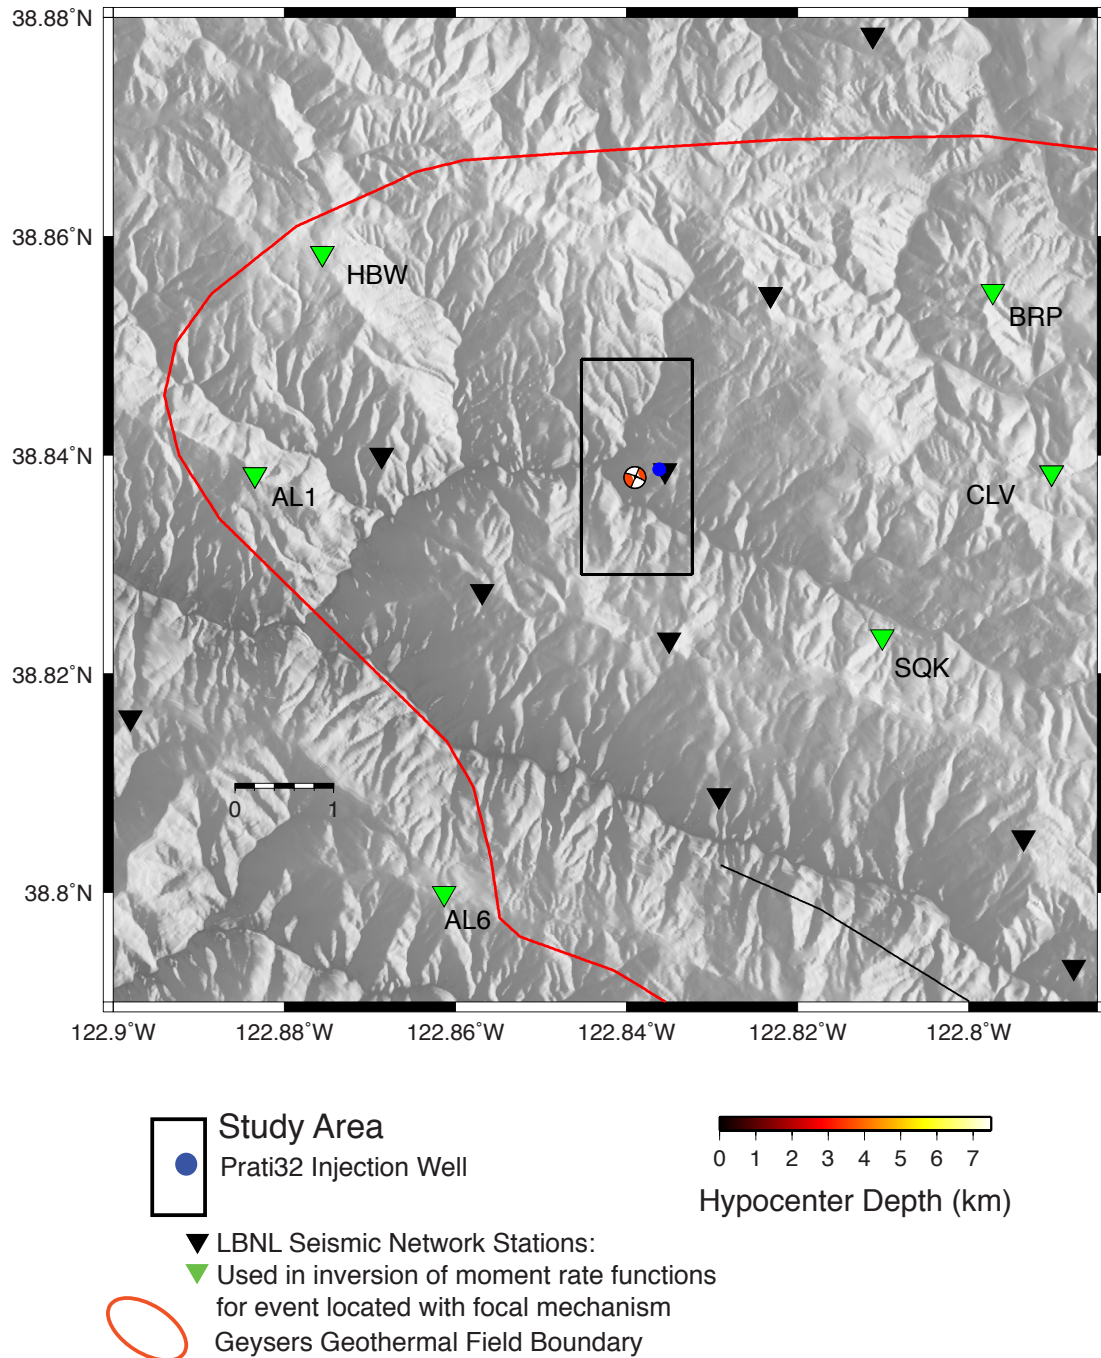 38.88°N
38.86°N
HBW
BRP
38.84°N
AL1
CLV
38.82°N
SQK
0 1
38.8°N
AL6
122.9°W 122.88°W 122.86°W 122.84°W 122.82°W 122.8°W
Study Area
Prati32 Injection Well
0 1 2 3 4 5 6 7
Hypocenter Depth (km)
LBNL Seismic Network Stations:
Used in inversion of moment rate functions
for event located with focal mechanism
Geysers Geothermal Field Boundary